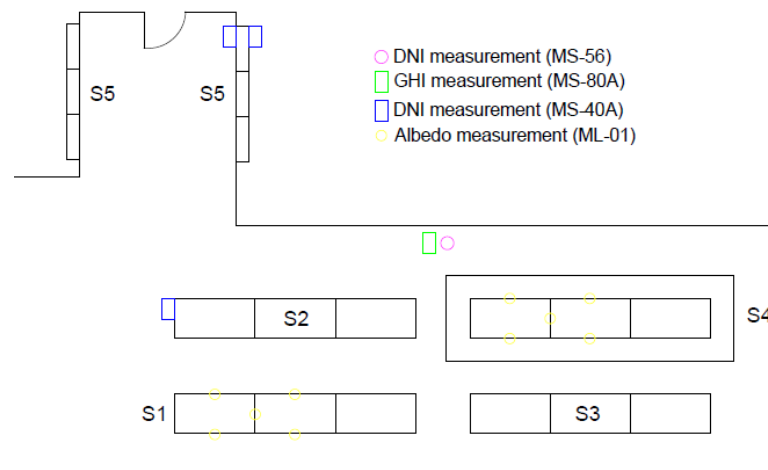 DNI measurement (MS-56)
GHI measurement (MS-80A)
DNI measurement (MS-40A)
Albedo measurement (ML-01)
S5
S5
S2
S4
S1
S3